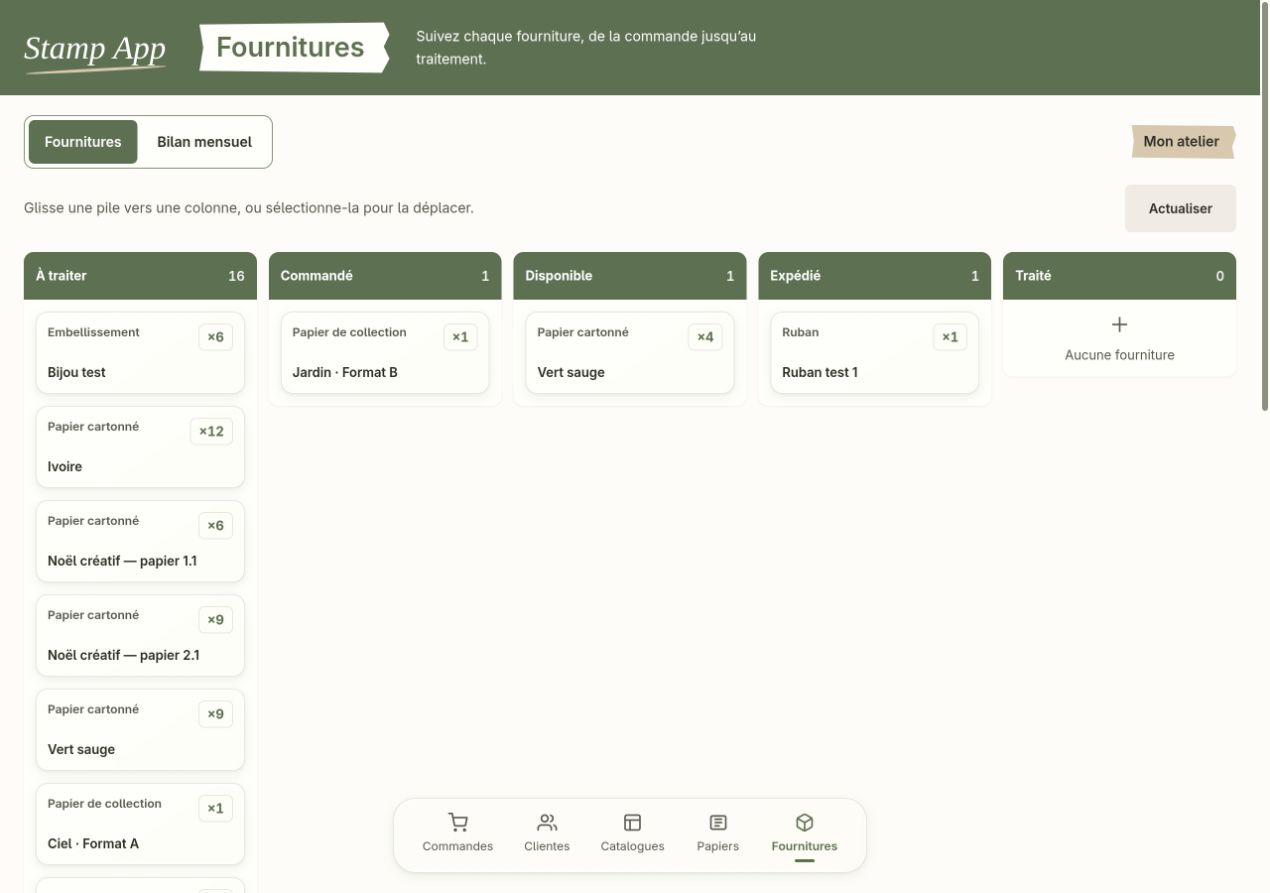 Stamp App
Fournitures
Suivez chaque fourniture, de la commande jusqu’au
traitement.
Fournitures
Bilan mensuel
Mon atelier
Glisse une pile vers une colonne, ou sélectionne-la pour la déplacer.
Actualiser
À traiter 16
Embellissement ×6
Bijou test
Papier cartonné ×12
Ivoire
Papier cartonné ×6
Noël créatif — papier 1.1
Papier cartonné ×9
Noël créatif — papier 2.1
Papier cartonné ×9
Vert sauge
Papier de collection ×1
Ciel · Format A
Commandé 1
Papier de collection ×1
Jardin · Format B
Disponible 1
Papier cartonné ×4
Vert sauge
Expédié 1
Ruban ×1
Ruban test 1
Traité 0
Aucune fourniture
Commandes
Clientes
Catalogues
Papiers
Fournitures